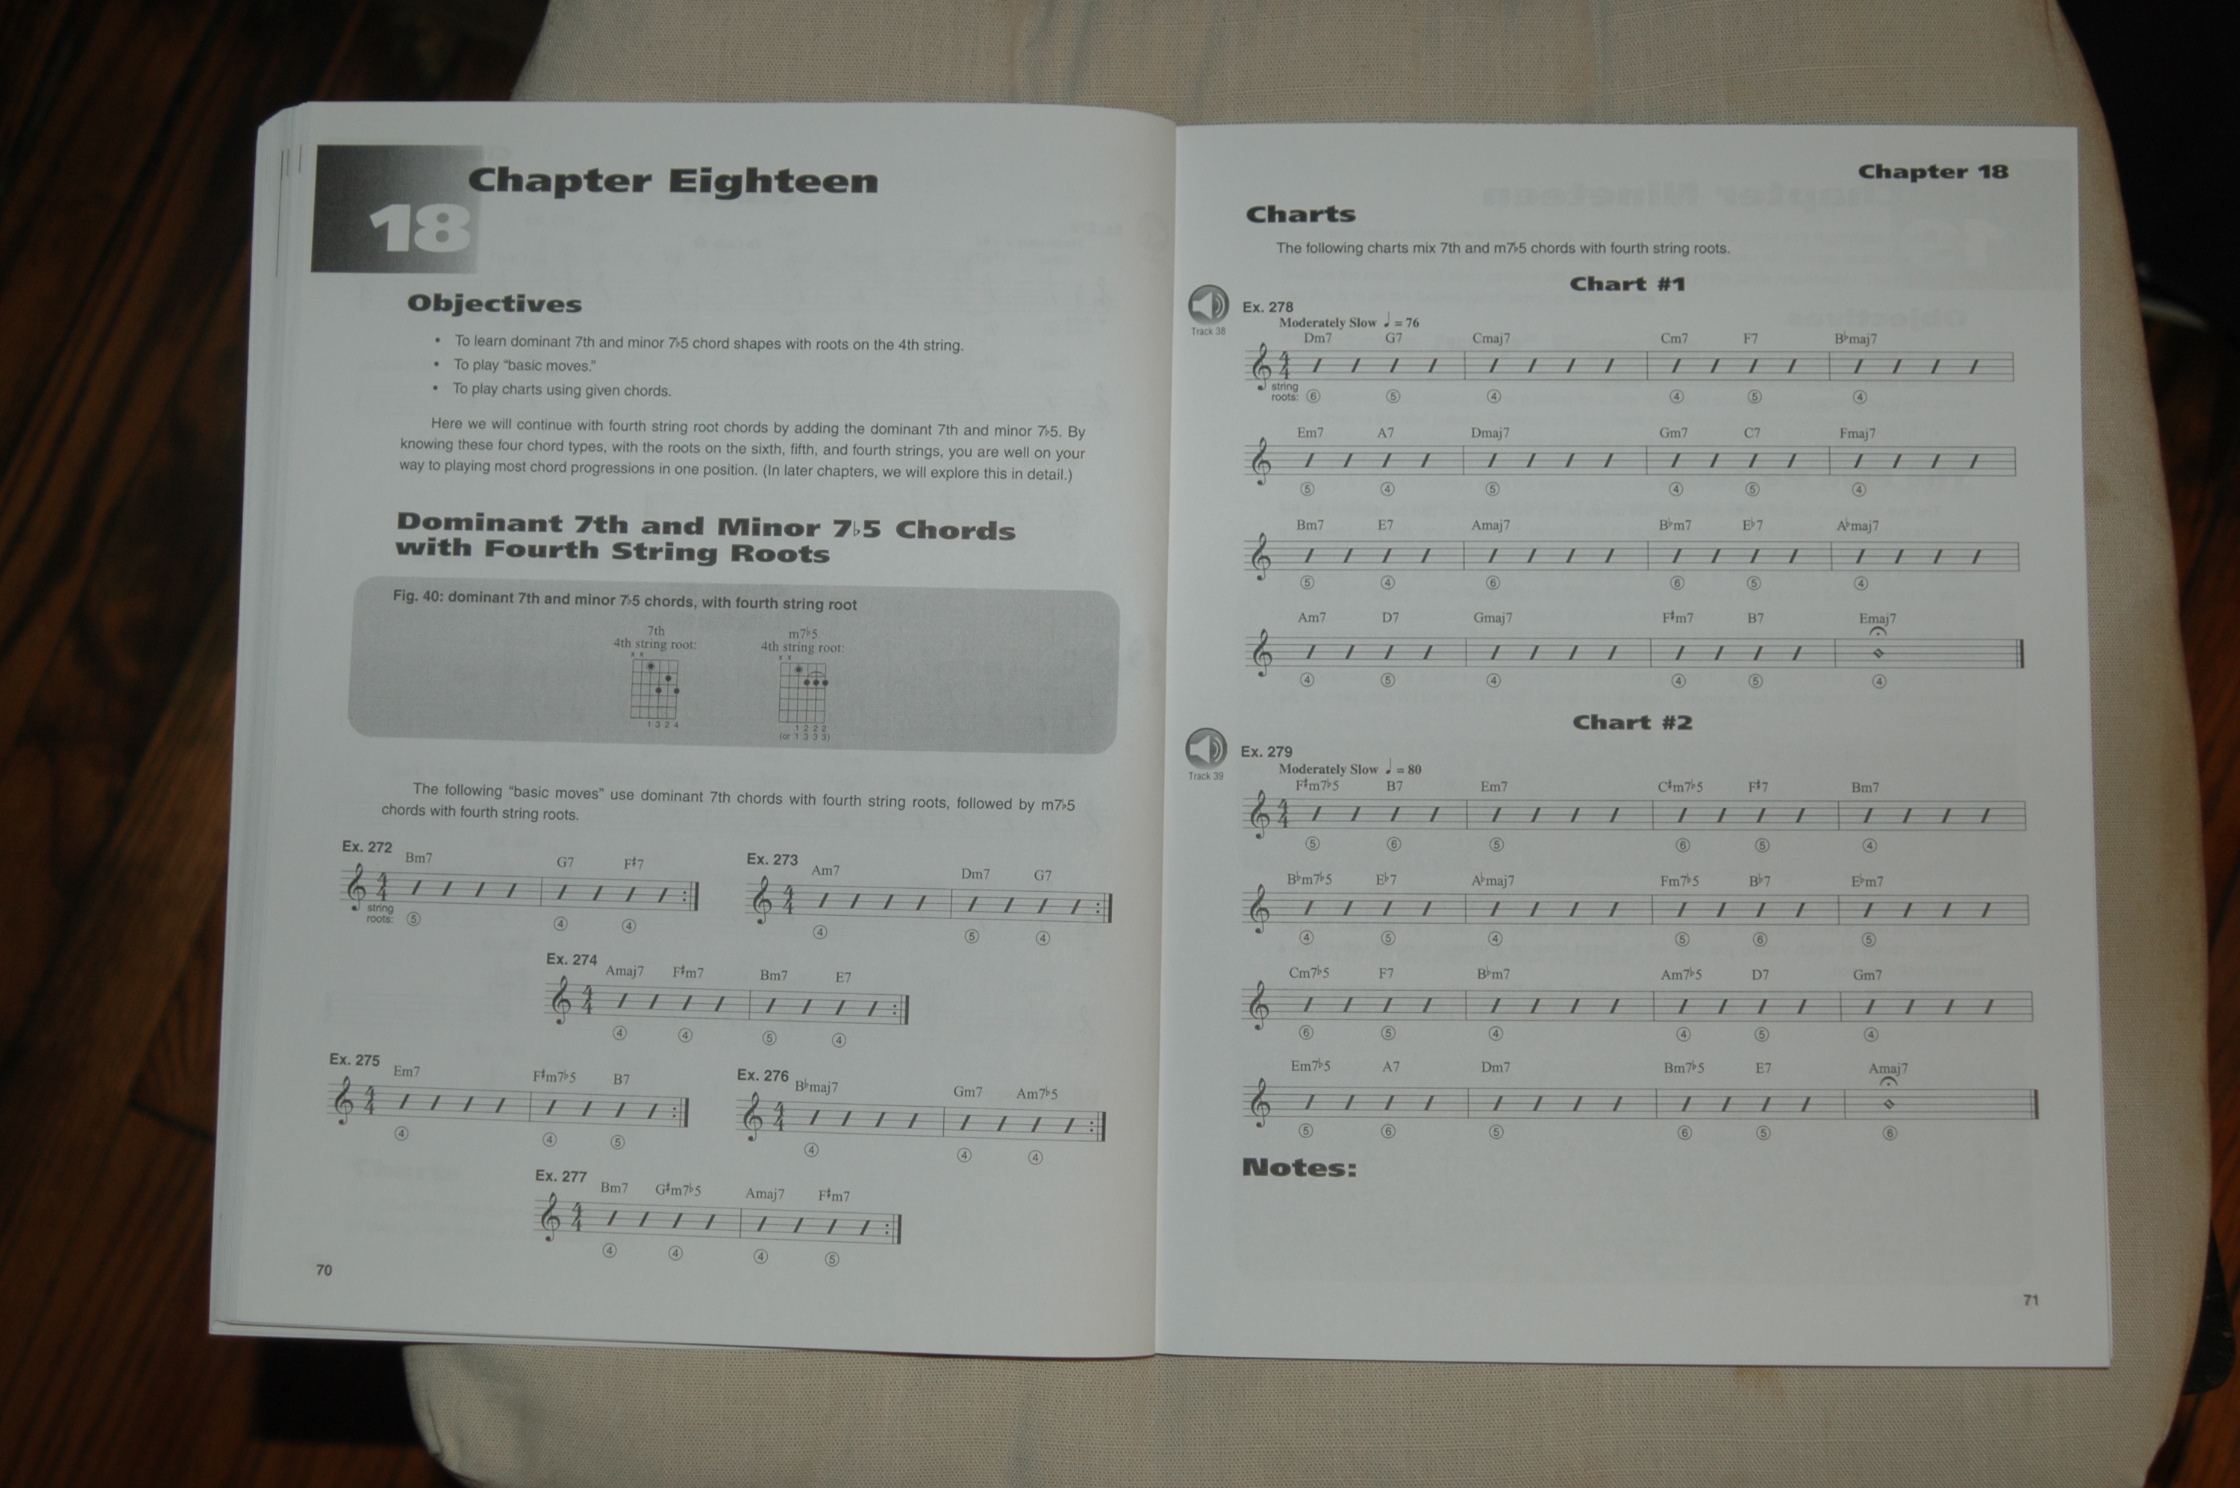 18
Chapter Eighteen
Objectives
• To learn dominant 7th and minor 7♭5 chord shapes with roots on the 4th string.
• To play “basic moves.”
• To play charts using given chords.
Here we will continue with fourth string root chords by adding the dominant 7th and minor 7♭5. By
knowing these four chord types, with the roots on the sixth, fifth, and fourth strings, you are well on your
way to playing most chord progressions in one position. (In later chapters, we will explore this in detail.)
Dominant 7th and Minor 7♭5 Chords
with Fourth String Roots
Fig. 40: dominant 7th and minor 7♭5 chords, with fourth string root
7th
4th string root:
x x
1 3 2 4
m7♭5
4th string root:
x x
1 2 2 2
(or 1 3 3 3)
The following “basic moves” use dominant 7th chords with fourth string roots, followed by m7♭5
chords with fourth string roots.
Ex. 272
Bm7 G7 F♯7
4 4
string
roots: ⑤ ④ ④
Ex. 273
Am7 Dm7 G7
4 4
④ ⑤ ④
Ex. 274
Amaj7 F♯m7 Bm7 E7
4 4
④ ④ ⑤ ④
Ex. 275
Em7 F♯m7♭5 B7
4 4
④ ④ ⑤
Ex. 276
B♭maj7 Gm7 Am7♭5
4 4
④ ④ ④
Ex. 277
Bm7 G♯m7♭5 Amaj7 F♯m7
4 4
④ ④ ④ ⑤
70
Chapter 18
Charts
The following charts mix 7th and m7♭5 chords with fourth string roots.
Chart #1
Track 38
Ex. 278
Moderately Slow ♩ = 76
Dm7 G7 Cmaj7 Cm7 F7 B♭maj7
4 4
string
roots: ⑥ ⑤ ④ ④ ⑤ ④
Em7 A7 Dmaj7 Gm7 C7 Fmaj7
⑤ ④ ⑤ ④ ⑤ ④
Bm7 E7 Amaj7 B♭m7 E♭7 A♭maj7
⑤ ④ ⑥ ⑥ ⑤ ④
Am7 D7 Gmaj7 F♯m7 B7 Emaj7
④ ⑤ ④ ④ ⑤ ④
Chart #2
Track 39
Ex. 279
Moderately Slow ♩ = 80
F♯m7♭5 B7 Em7 C♯m7♭5 F♯7 Bm7
4 4
⑤ ⑥ ⑤ ⑥ ⑤ ④
B♭m7♭5 E♭7 A♭maj7 Fm7♭5 B♭7 E♭m7
④ ⑤ ④ ⑤ ⑥ ⑤
Cm7♭5 F7 B♭m7 Am7♭5 D7 Gm7
⑥ ⑤ ④ ④ ⑤ ④
Em7♭5 A7 Dm7 Bm7♭5 E7 Amaj7
⑤ ⑥ ⑤ ⑥ ⑤ ⑥
Notes:
71